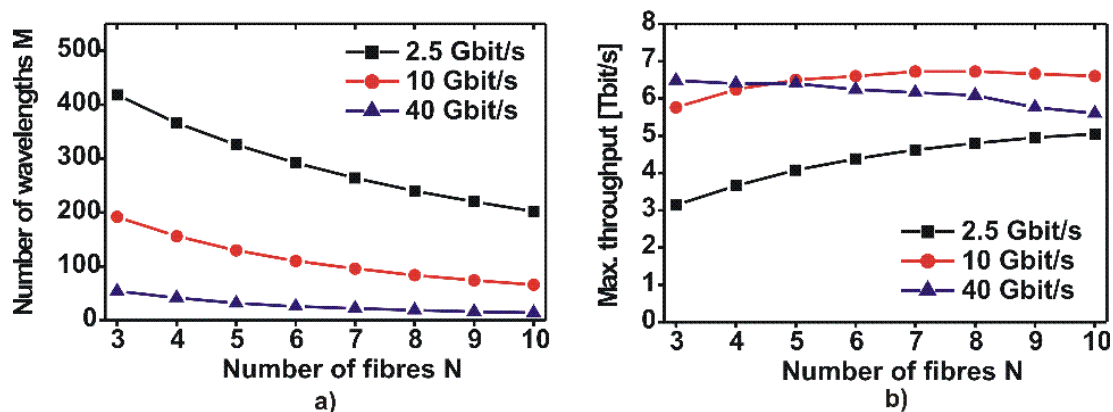 Number of wavelengths M
500
400
300
200
100
0
2.5 Gbit/s
10 Gbit/s
40 Gbit/s
3 4 5 6 7 8 9 10
Number of fibres N
a)
Max. throughput [Tbit/s]
8
7
6
5
4
3
2
1
0
2.5 Gbit/s
10 Gbit/s
40 Gbit/s
3 4 5 6 7 8 9 10
Number of fibres N
b)